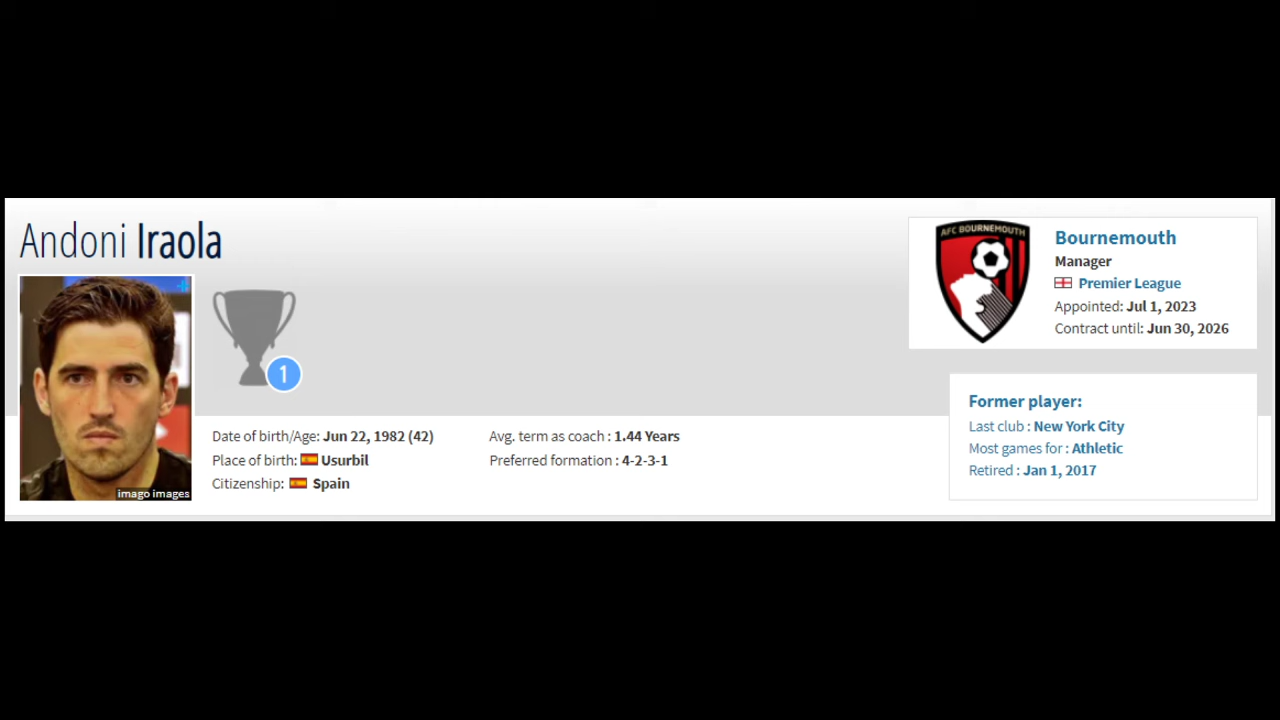 Andoni Iraola
imago images
1
Date of birth/Age: Jun 22, 1982 (42)
Place of birth: Usurbil
Citizenship: Spain
Avg. term as coach : 1.44 Years
Preferred formation : 4-2-3-1
AFC BOURNEMOUTH
Bournemouth
Manager
Premier League
Appointed: Jul 1, 2023
Contract until: Jun 30, 2026
Former player:
Last club : New York City
Most games for : Athletic
Retired : Jan 1, 2017